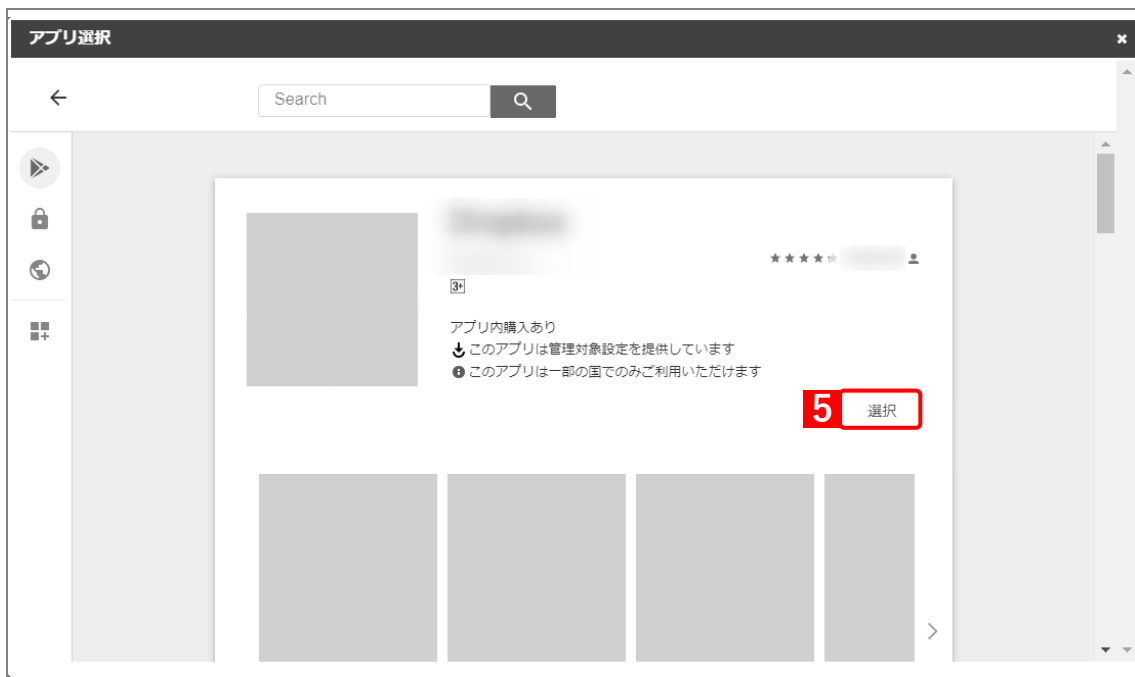 アプリ選択
Search
3+
アプリ内購入あり
このアプリは管理対象設定を提供しています
このアプリは一部の国でのみご利用いただけます
5 選択